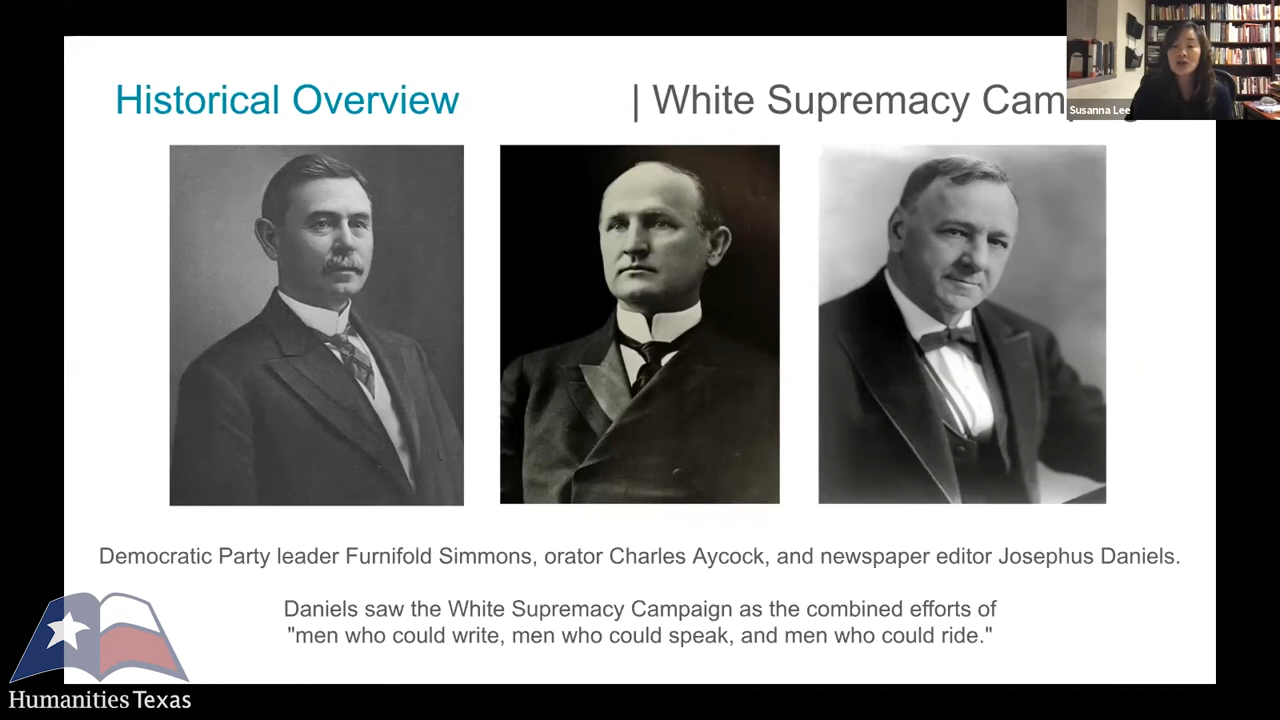 Historical Overview | White Supremacy
Susanna Lee
Democratic Party leader Furnifold Simmons, orator Charles Aycock, and newspaper editor Josephus Daniels.
Daniels saw the White Supremacy Campaign as the combined efforts of
"men who could write, men who could speak, and men who could ride."
Humanities Texas